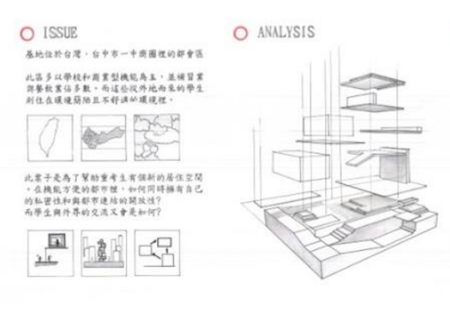 ISSUE
基地位於台灣，台中市一中商圈裡的都會區
此區多以學校和商業型機能為主，並補習業
與餐飲業佔多數。而這些從外地而來的學生
則住在環境簡陋且不舒適的環境裡。
此案子是為了幫助重考生有個新的居住空間
。在機能方便的都市裡，如何同時擁有自己
的私密性和與都市連結的開放性?
而學生與外界的交流又會是如何?
ANALYSIS